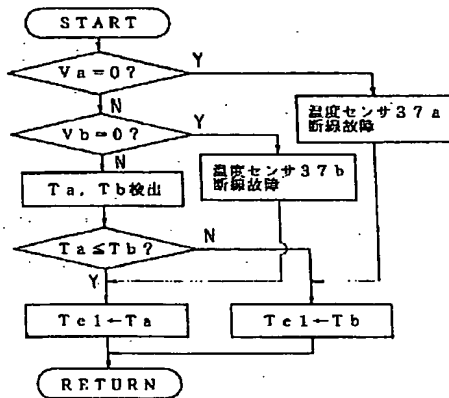 START
Va=0?
Y
N
Vb=0?
Y
温度センサ37a
断線故障
N
温度センサ37b
断線故障
Ta,Tb検出
Ta≤Tb?
N
Y
Te1←Ta
Te1←Tb
RETURN